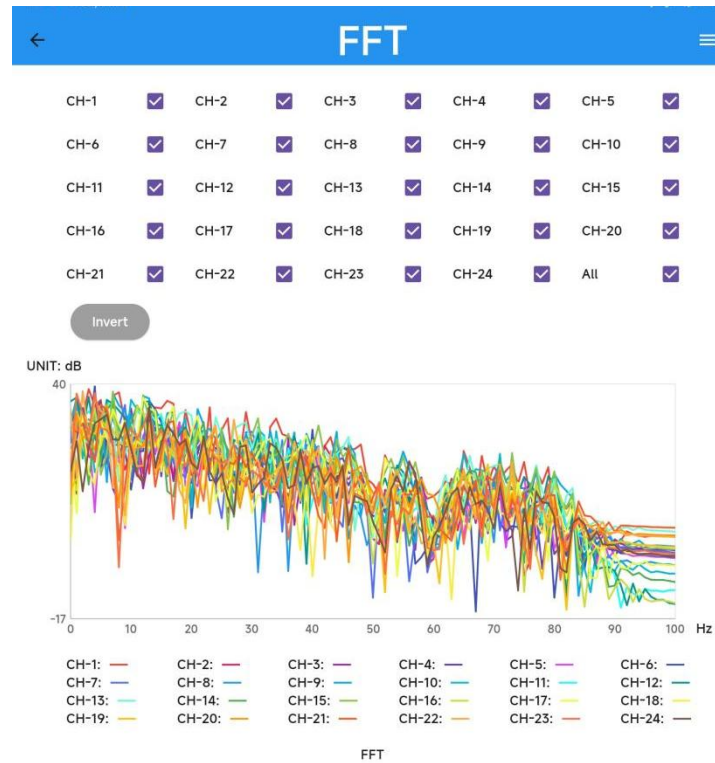 FFT
CH-1 CH-2 CH-3 CH-4 CH-5
CH-6 CH-7 CH-8 CH-9 CH-10
CH-11 CH-12 CH-13 CH-14 CH-15
CH-16 CH-17 CH-18 CH-19 CH-20
CH-21 CH-22 CH-23 CH-24 All
Invert
UNIT: dB
40
-17
0 10 20 30 40 50 60 70 80 90 100 Hz
CH-1: CH-2: CH-3: CH-4: CH-5: CH-6:
CH-7: CH-8: CH-9: CH-10: CH-11: CH-12:
CH-13: CH-14: CH-15: CH-16: CH-17: CH-18:
CH-19: CH-20: CH-21: CH-22: CH-23: CH-24:
FFT